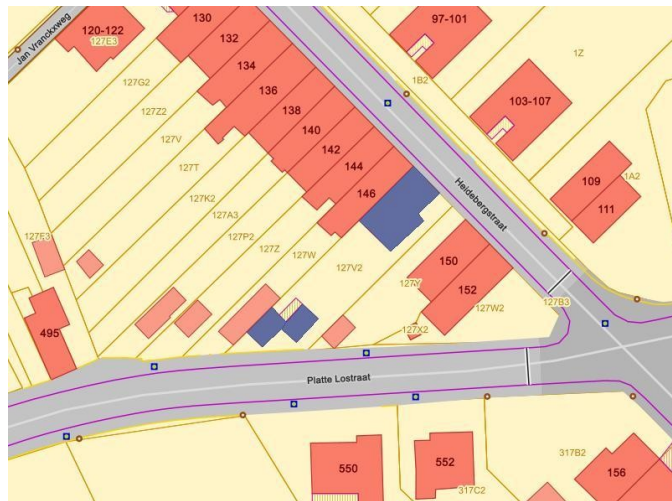 120-122
127E3
Jan Vranckxweg
130
132
134
136
138
140
142
144
146
97-101
1B2
1Z
103-107
109
111
1A2
Heidebergstraat
127G2
127Z2
127V
127T
127K2
127A3
127P2
127Z
127W
127V2
127F3
150
152
127Y
127W2
127X2
127B3
495
Platte Lostraat
550
552
317C2
317B2
156